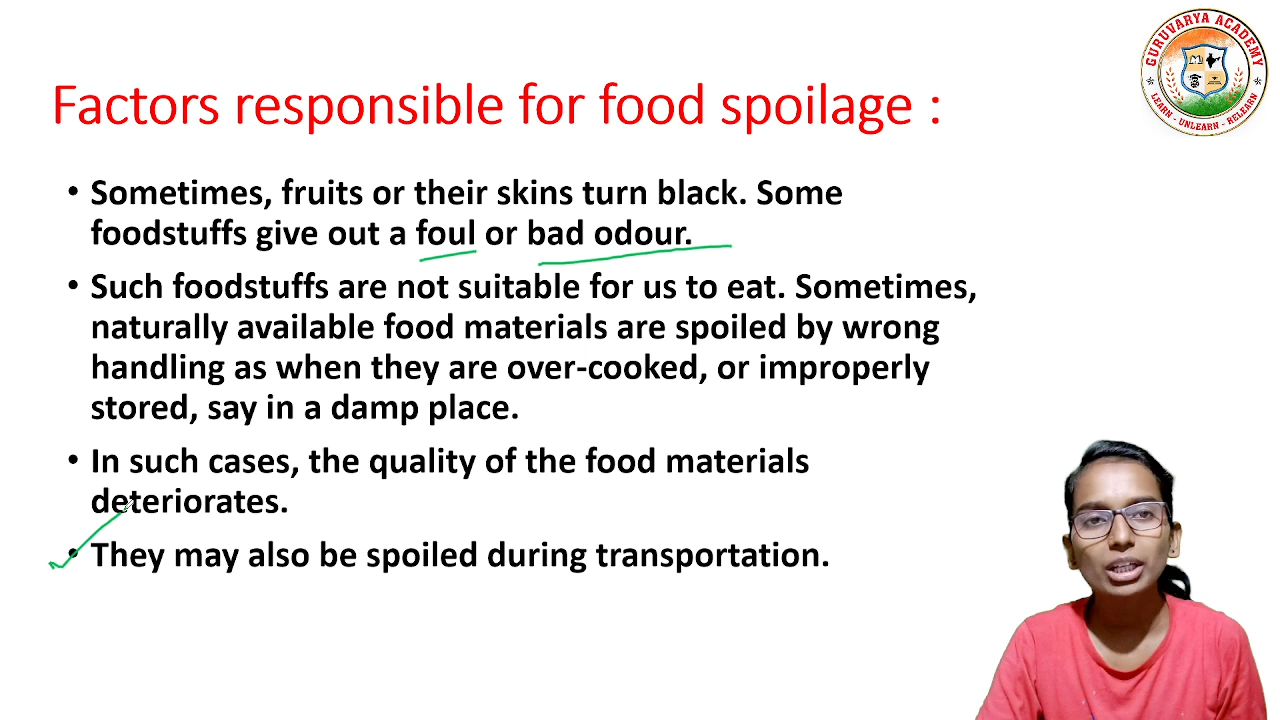 GURUVARYA ACADEMY
LEARN - UNLEARN - RELEARN
Factors responsible for food spoilage :
• Sometimes, fruits or their skins turn black. Some
foodstuffs give out a foul or bad odour.
• Such foodstuffs are not suitable for us to eat. Sometimes,
naturally available food materials are spoiled by wrong
handling as when they are over-cooked, or improperly
stored, say in a damp place.
• In such cases, the quality of the food materials
deteriorates.
• They may also be spoiled during transportation.